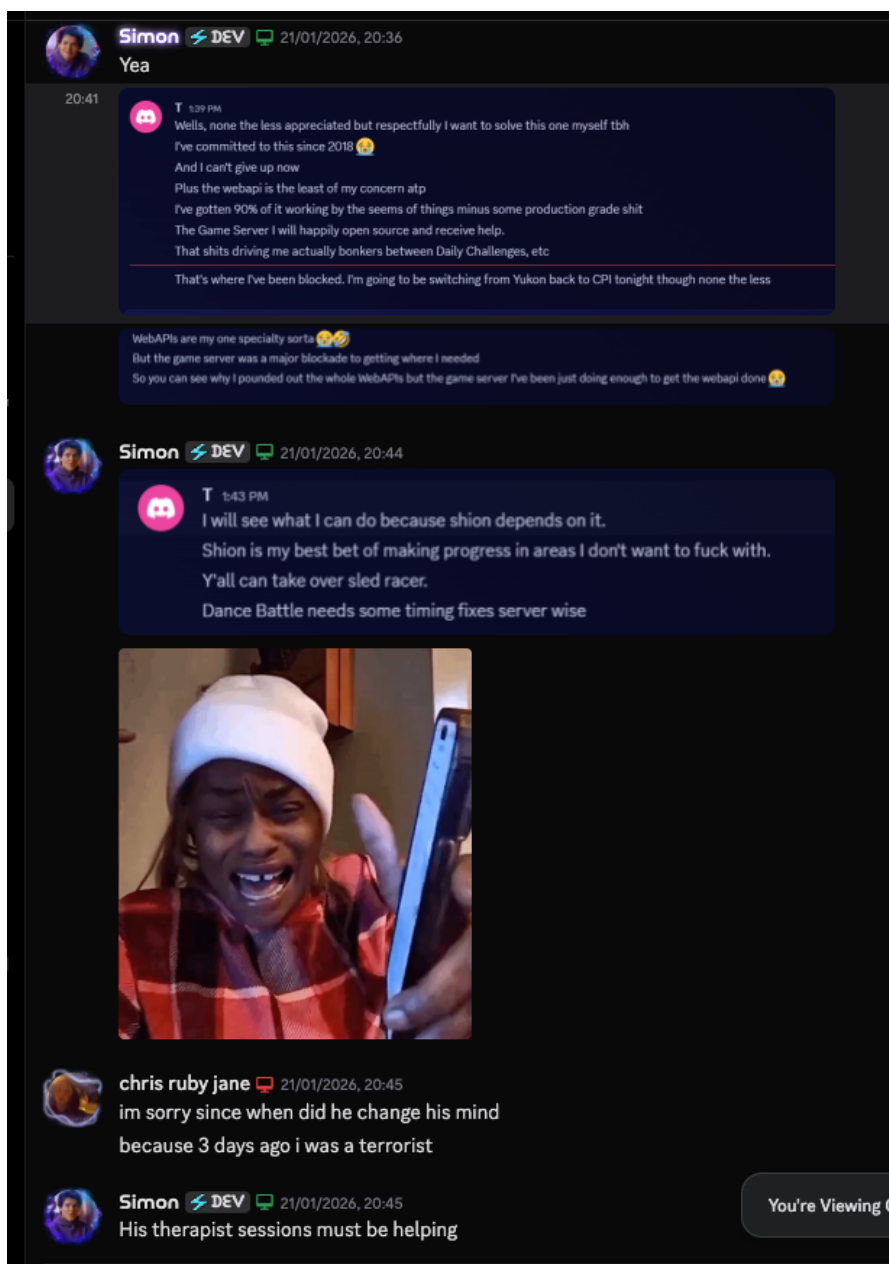 Simon DEV 21/01/2026, 20:36
Yea
20:41
T 1:39 PM
Wells, none the less appreciated but respectfully I want to solve this one myself tbh
I've committed to this since 2018 😭
And I can't give up now
Plus the webapi is the least of my concern atp
I've gotten 90% of it working by the seems of things minus some production grade shit
The Game Server I will happily open source and receive help.
That shits driving me actually bonkers between Daily Challenges, etc
That's where I've been blocked. I'm going to be switching from Yukon back to CPI tonight though none the less
WebAPIs are my one specialty sorta 😭🤣
But the game server was a major blockade to getting where I needed
So you can see why I pounded out the whole WebAPIs but the game server I've been just doing enough to get the webapi done 😭
Simon DEV 21/01/2026, 20:44
T 1:43 PM
I will see what I can do because shion depends on it.
Shion is my best bet of making progress in areas I don't want to fuck with.
Y'all can take over sled racer.
Dance Battle needs some timing fixes server wise
chris ruby jane 21/01/2026, 20:45
im sorry since when did he change his mind
because 3 days ago i was a terrorist
Simon DEV 21/01/2026, 20:45
His therapist sessions must be helping
You're Viewing